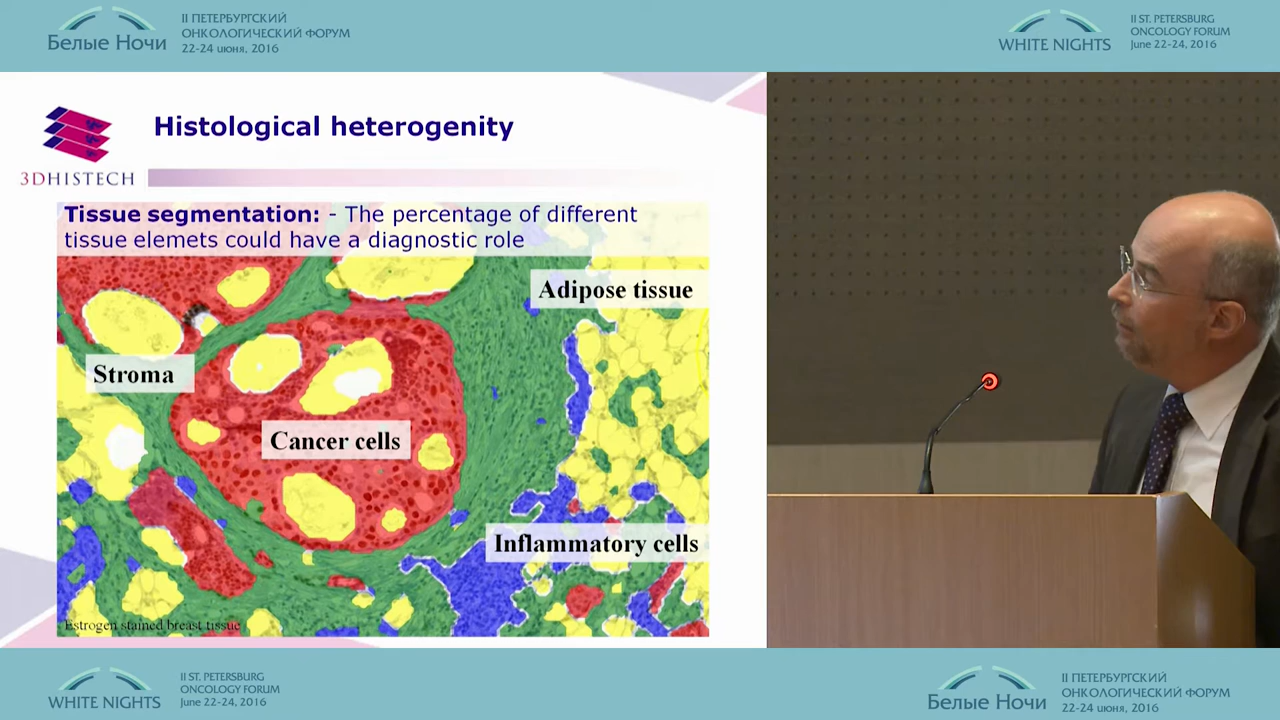 Белые Ночи
II ПЕТЕРБУРГСКИЙ
ОНКОЛОГИЧЕСКИЙ ФОРУМ
22-24 июня, 2016
WHITE NIGHTS
II ST. PETERSBURG
ONCOLOGY FORUM
June 22-24, 2016
3DHISTECH
Histological heterogenity
Tissue segmentation: - The percentage of different
tissue elemets could have a diagnostic role
Adipose tissue
Stroma
Cancer cells
Inflammatory cells
Estrogen stained breast tissue
WHITE NIGHTS
II ST. PETERSBURG
ONCOLOGY FORUM
June 22-24, 2016
Белые Ночи
II ПЕТЕРБУРГСКИЙ
ОНКОЛОГИЧЕСКИЙ ФОРУМ
22-24 июня, 2016